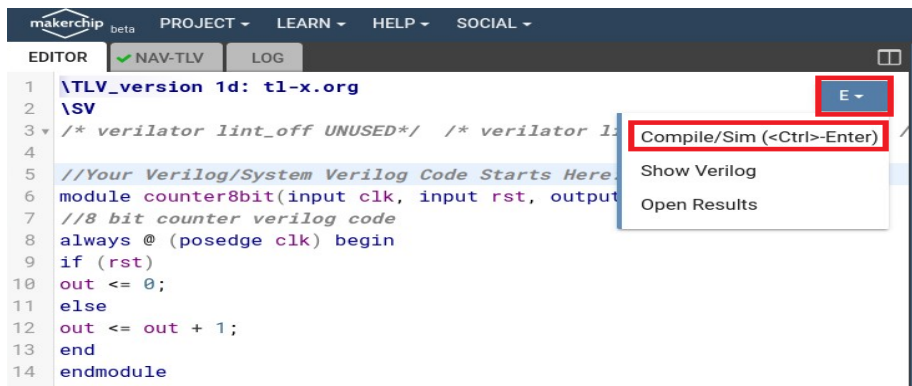 makerchip beta PROJECT LEARN HELP SOCIAL
EDITOR NAV-TLV LOG
E
1 \TLV_version 1d: tl-x.org
2 \SV
3 /* verilator lint_off UNUSED*/ /* verilator li /
Compile/Sim (<Ctrl>-Enter)
4
5 //Your Verilog/System Verilog Code Starts Here
Show Verilog
6 module counter8bit(input clk, input rst, output
Open Results
7 //8 bit counter verilog code
8 always @ (posedge clk) begin
9 if (rst)
10 out <= 0;
11 else
12 out <= out + 1;
13 end
14 endmodule